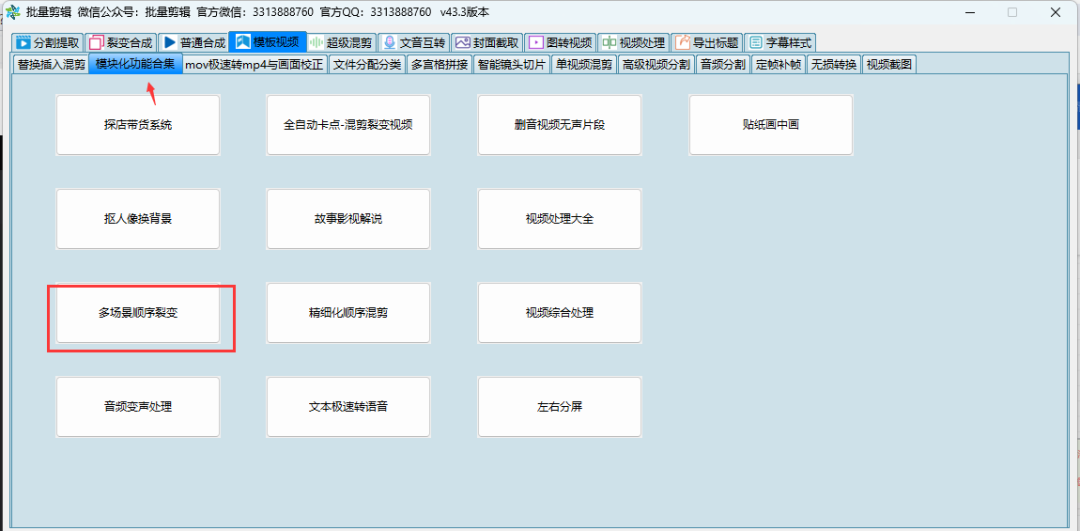 批量剪辑 微信公众号：批量剪辑 官方微信：3313888760 官方QQ：3313888760 v43.3版本
分割提取 裂变合成 普通合成 模板视频 超级混剪 文音互转 封面截取 图转视频 视频处理 导出标题 字幕样式
替换插入混剪 模块化功能合集 mov极速转mp4与画面校正 文件分配分类 多宫格拼接 智能镜头切片 单视频混剪 高级视频分割 音频分割 定帧补帧 无损转换 视频截图
探店带货系统 全自动卡点-混剪裂变视频 删音视频无声片段 贴纸画中画
抠人像换背景 故事影视解说 视频处理大全
多场景顺序裂变 精细化顺序混剪 视频综合处理
音频变声处理 文本极速转语音 左右分屏